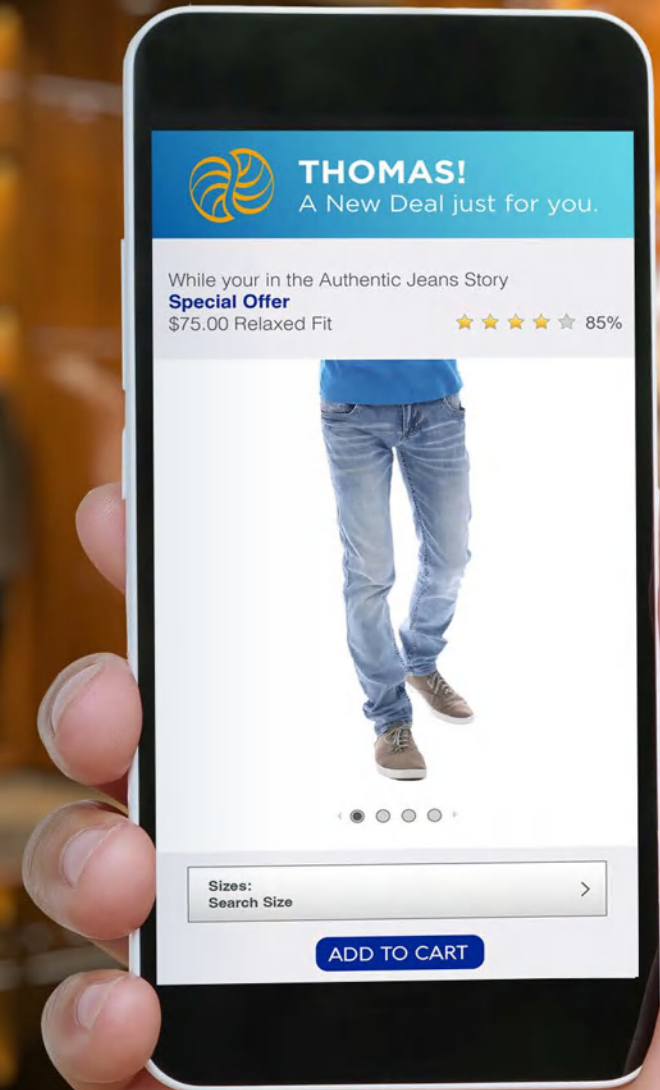 THOMAS!
A New Deal just for you.
While your in the Authentic Jeans Story
Special Offer
$75.00 Relaxed Fit 85%
Sizes:
Search Size
ADD TO CART